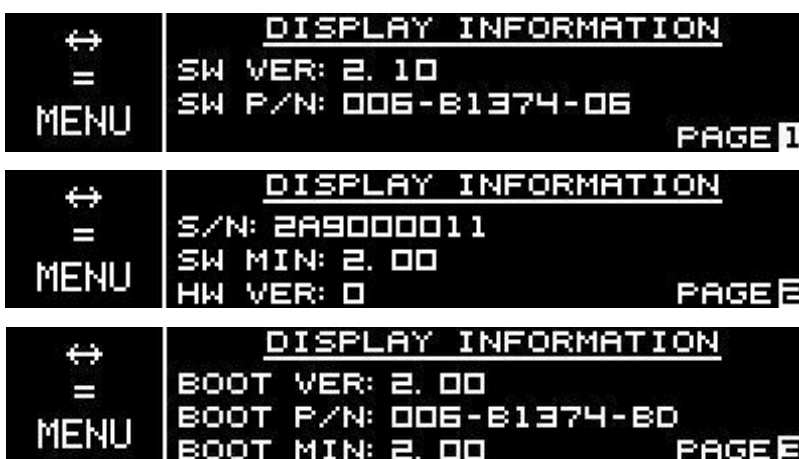 DISPLAY INFORMATION
↔
=
MENU
SW VER: 2.10
SW P/N: 006-B1374-06
PAGE 1
DISPLAY INFORMATION
↔
=
MENU
S/N: 2A9000011
SW MIN: 2.00
HW VER: 0
PAGE 2
DISPLAY INFORMATION
↔
=
MENU
BOOT VER: 2.00
BOOT P/N: 006-B1374-BD
BOOT MIN: 2.00
PAGE 3